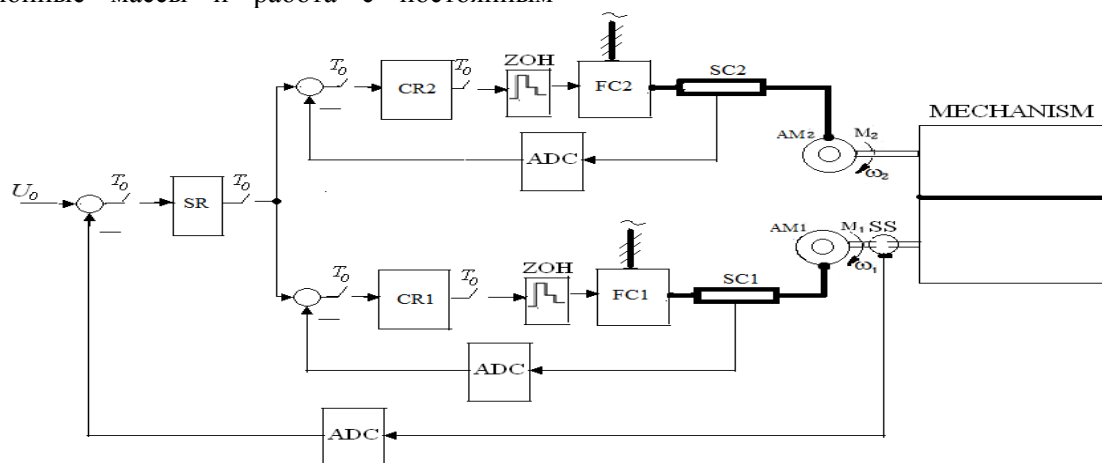 массы и работа с постоянным
T₀ CR2 T₀ ZOH FC2 SC2
MECHANISM
AM2 M₂
ω₂
ADC
U₀ T₀ SR T₀
AM1 M₁ SS
ω₁
T₀ CR1 T₀ ZOH FC1 SC1
ADC
ADC